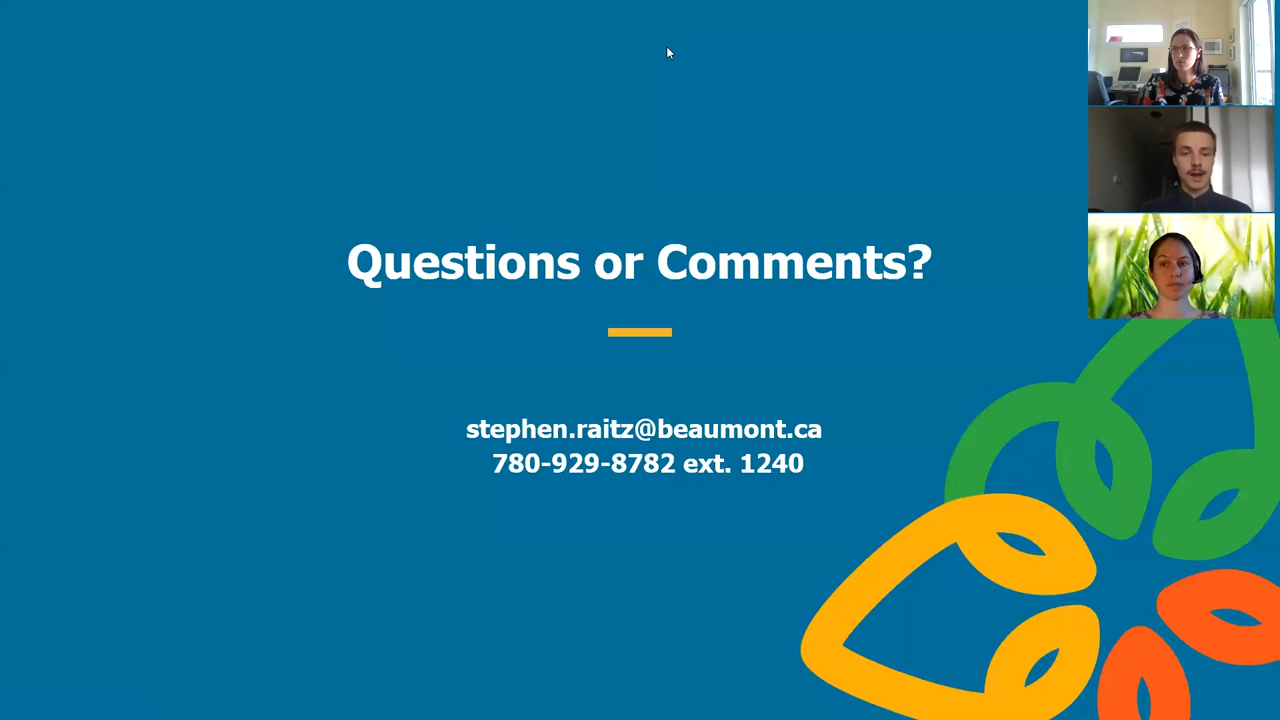 Questions or Comments?
stephen.raitz@beaumont.ca
780-929-8782 ext. 1240